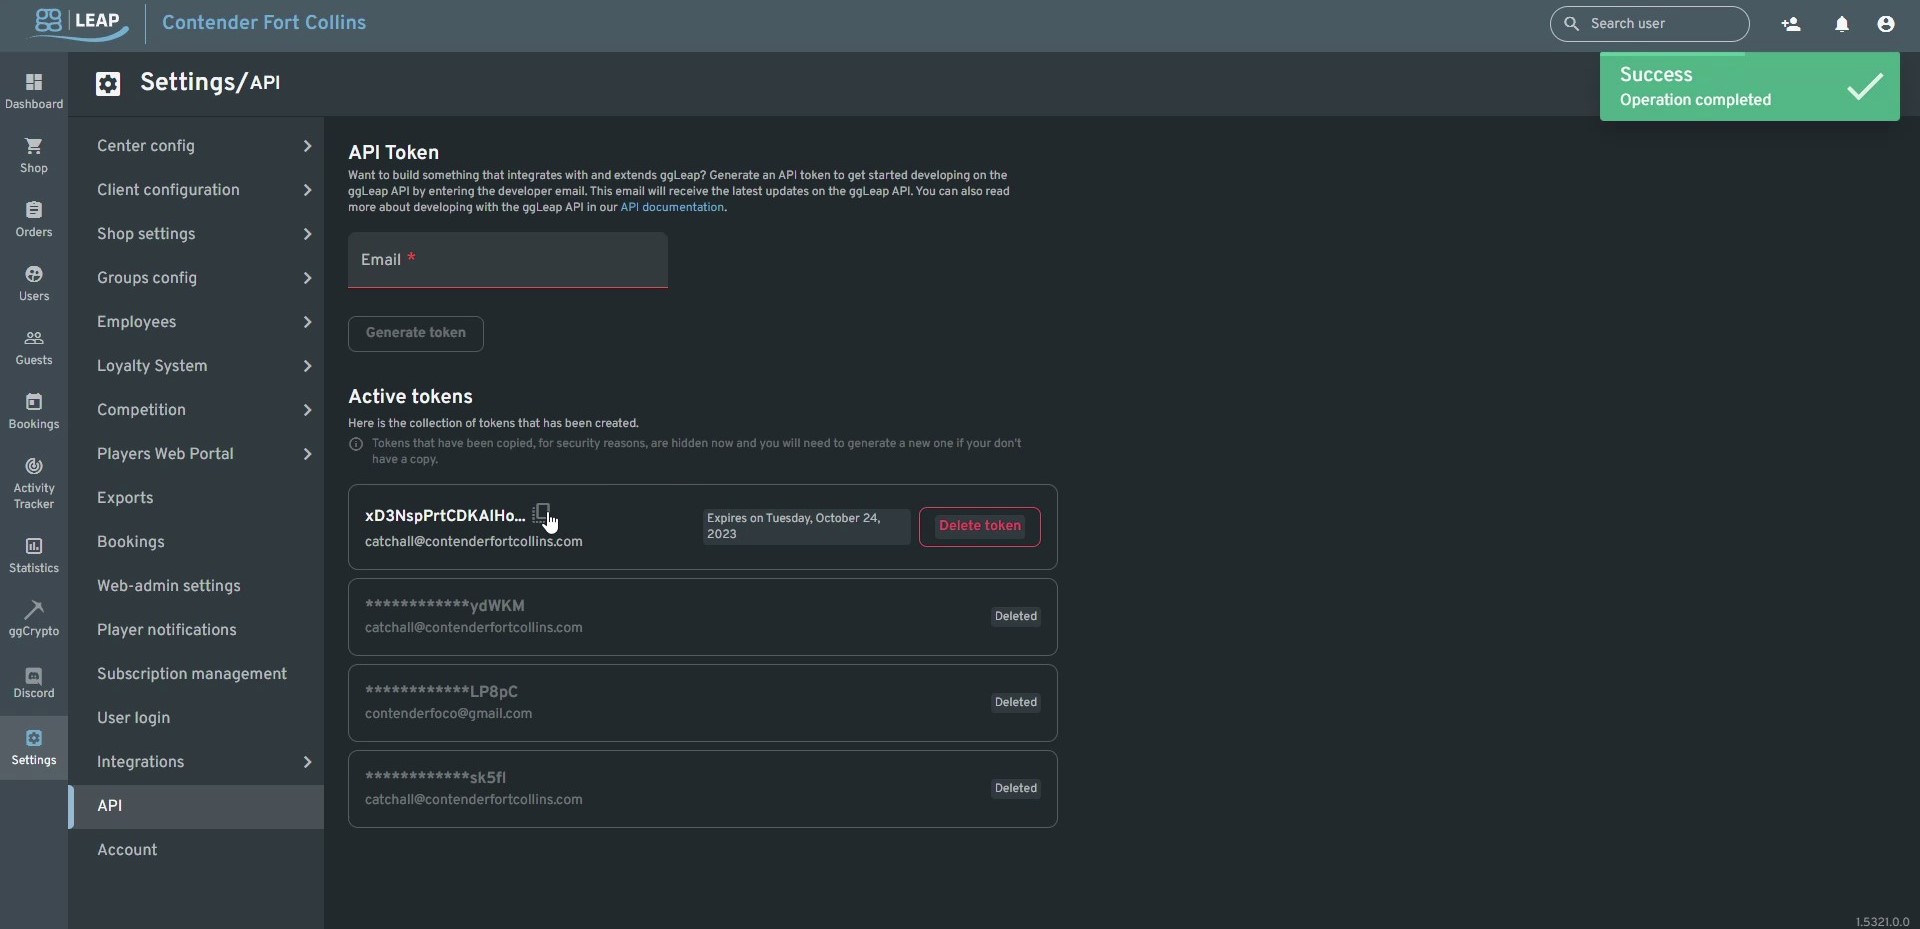 LEAP
Contender Fort Collins
Search user
Success
Operation completed
Settings/API
Dashboard
Shop
Orders
Users
Guests
Bookings
Activity
Tracker
Statistics
ggCrypto
Discord
Settings
Center config
Client configuration
Shop settings
Groups config
Employees
Loyalty System
Competition
Players Web Portal
Exports
Bookings
Web-admin settings
Player notifications
Subscription management
User login
Integrations
API
Account
API Token
Want to build something that integrates with and extends ggLeap? Generate an API token to get started developing on the
ggLeap API by entering the developer email. This email will receive the latest updates on the ggLeap API. You can also read
more about developing with the ggLeap API in our API documentation.
Email *
Generate token
Active tokens
Here is the collection of tokens that has been created.
Tokens that have been copied, for security reasons, are hidden now and you will need to generate a new one if your don't
have a copy.
xD3NspPrtCDKAlHo...
catchall@contenderfortcollins.com
Expires on Tuesday, October 24,
2023
Delete token
************ydWKM
catchall@contenderfortcollins.com
Deleted
************LP8pC
contenderfoco@gmail.com
Deleted
************sk5fl
catchall@contenderfortcollins.com
Deleted
1.5321.0.0